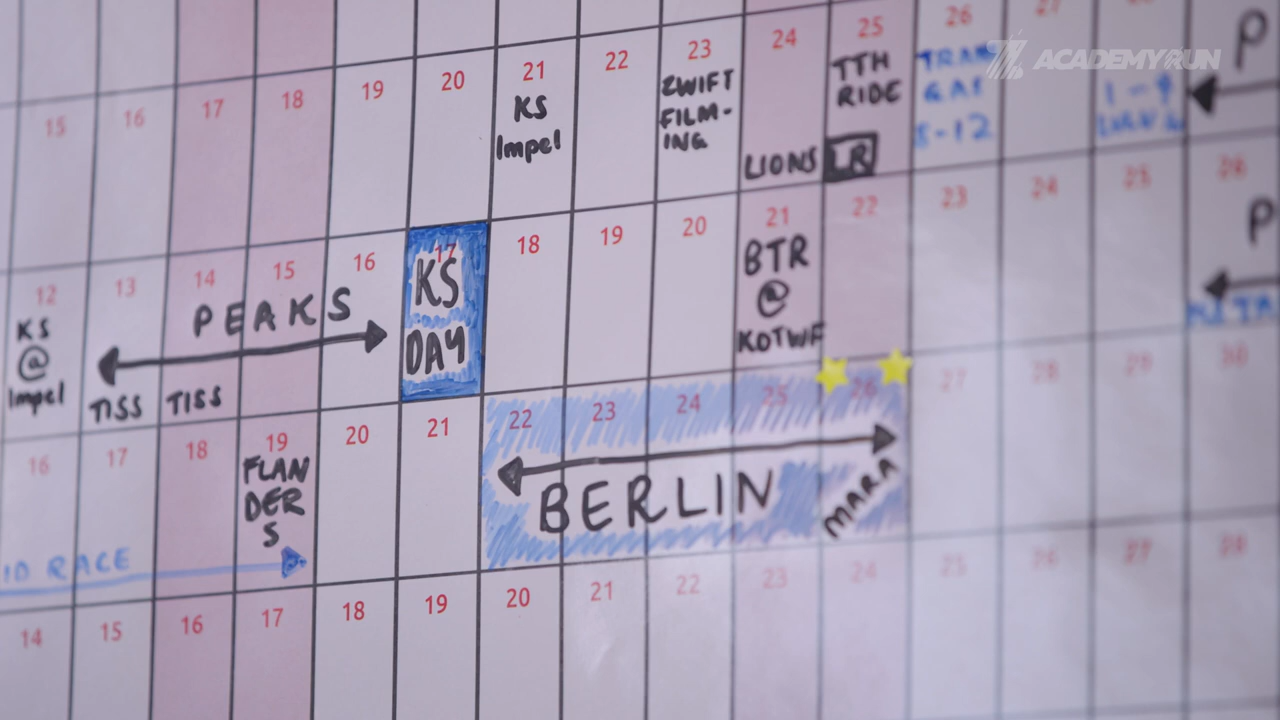 26 27
ACADEMYRUN
15 16 17 18 19 20 21 22 23 24 25
KS
Impel
ZWIFT
FILM-
ING
LIONS
TTH
RIDE
LR
5-12
1-4
P
12 13 14 15 16 17 18 19 20 21 22 23 24 25 26
KS
@
Impel
PEAKS
TISS TISS
KS
DAY
BTR
@
KOTWF
P
16 17 18 19 20 21 22 23 24 25 26 27 28 29 30
FLAN
DER
S
ID RACE
BERLIN
MARA
14 15 16 17 18 19 20 21 22 23 24 25 26 27 28